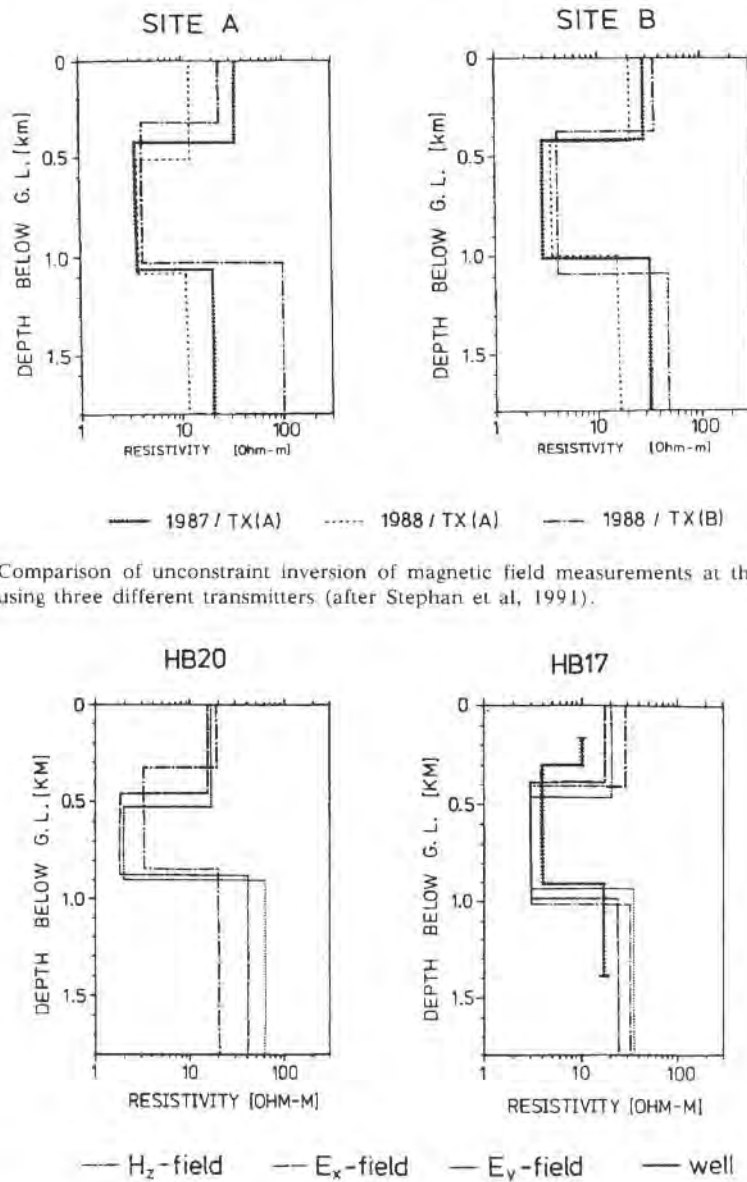 SITE A
SITE B
0
0.5
1.0
1.5
DEPTH BELOW G. L. [km]
1
10
100
RESISTIVITY [Ohm-m]
0
0.5
1.0
1.5
DEPTH BELOW G. L. [km]
1
10
100
RESISTIVITY [Ohm-m]
1987 / TX(A)
1988 / TX(A)
1988 / TX(B)
Comparison of unconstraint inversion of magnetic field measurements at th
using three different transmitters (after Stephan et al, 1991).
HB20
HB17
0
0.5
1.0
1.5
DEPTH BELOW G. L. [KM]
1
10
100
RESISTIVITY [OHM-M]
0
0.5
1.0
1.5
DEPTH BELOW G. L. [KM]
1
10
100
RESISTIVITY [OHM-M]
Hz-field
Ex-field
Ey-field
well